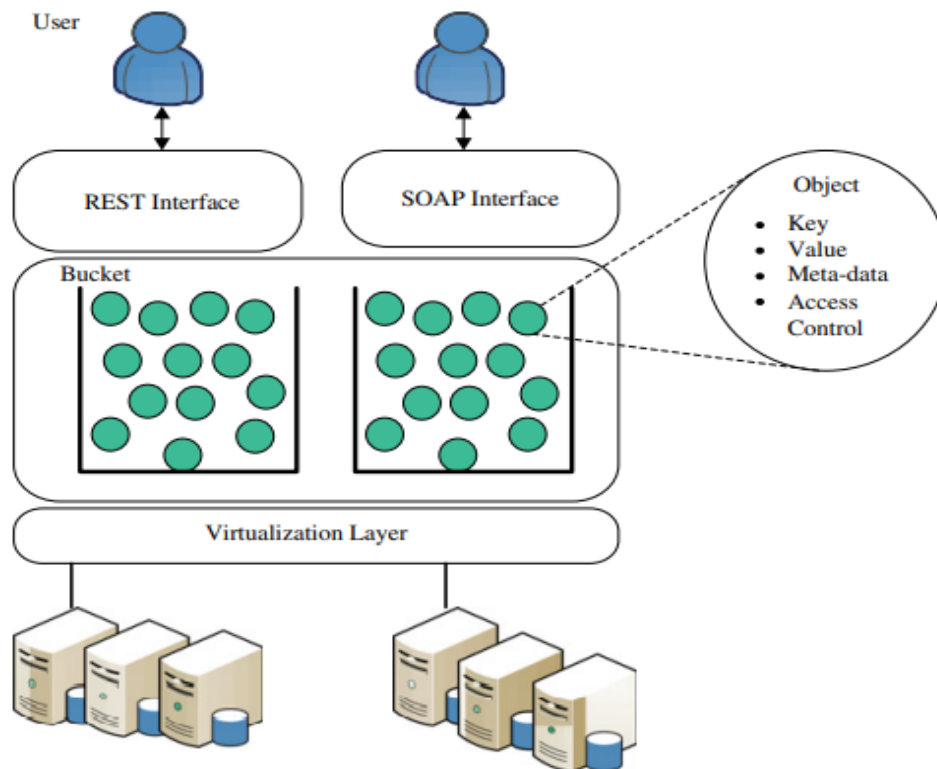 User
REST Interface
SOAP Interface
Object
• Key
• Value
• Meta-data
• Access
Control
Bucket
Virtualization Layer